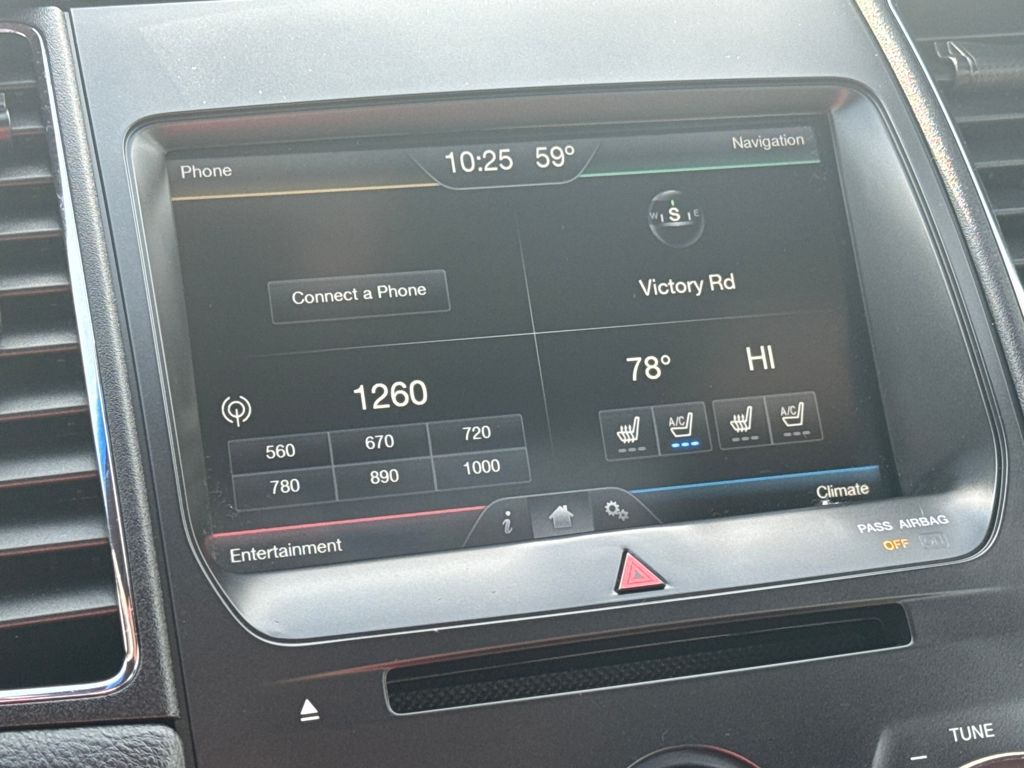 Phone
10:25 59°
Navigation
W S E
Connect a Phone
Victory Rd
1260
78° HI
560 670 720
780 890 1000
A/C A/C
Entertainment
i
Climate
PASS AIRBAG
OFF ON
TUNE